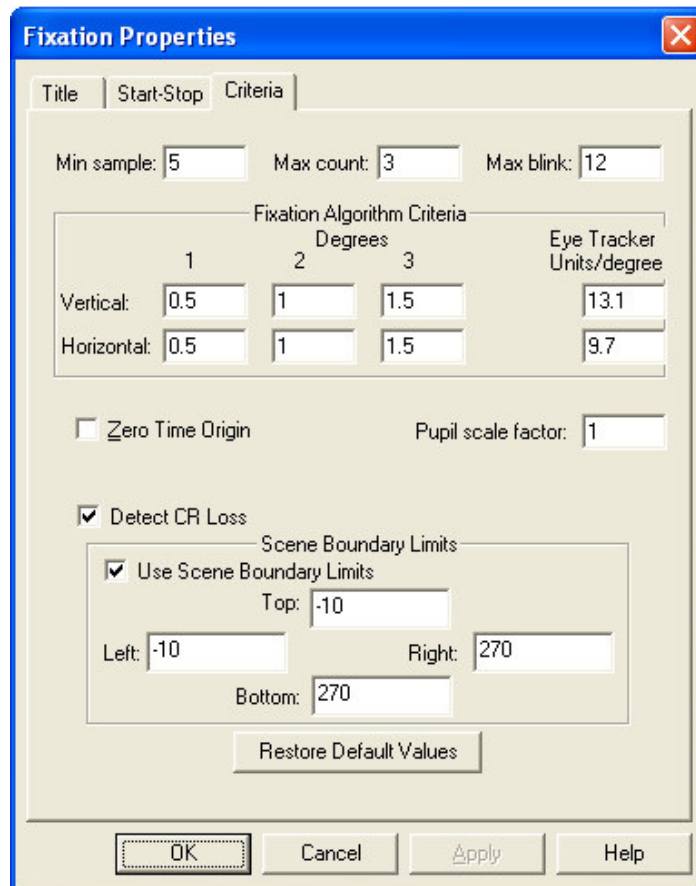 Fixation Properties
Title Start-Stop Criteria
Min sample: 5 Max count: 3 Max blink: 12
Fixation Algorithm Criteria
Degrees Eye Tracker
1 2 3 Units/degree
Vertical: 0.5 1 1.5 13.1
Horizontal: 0.5 1 1.5 9.7
Zero Time Origin Pupil scale factor: 1
Detect CR Loss
Scene Boundary Limits
Use Scene Boundary Limits
Top: -10
Left: -10 Right: 270
Bottom: 270
Restore Default Values
OK Cancel Apply Help